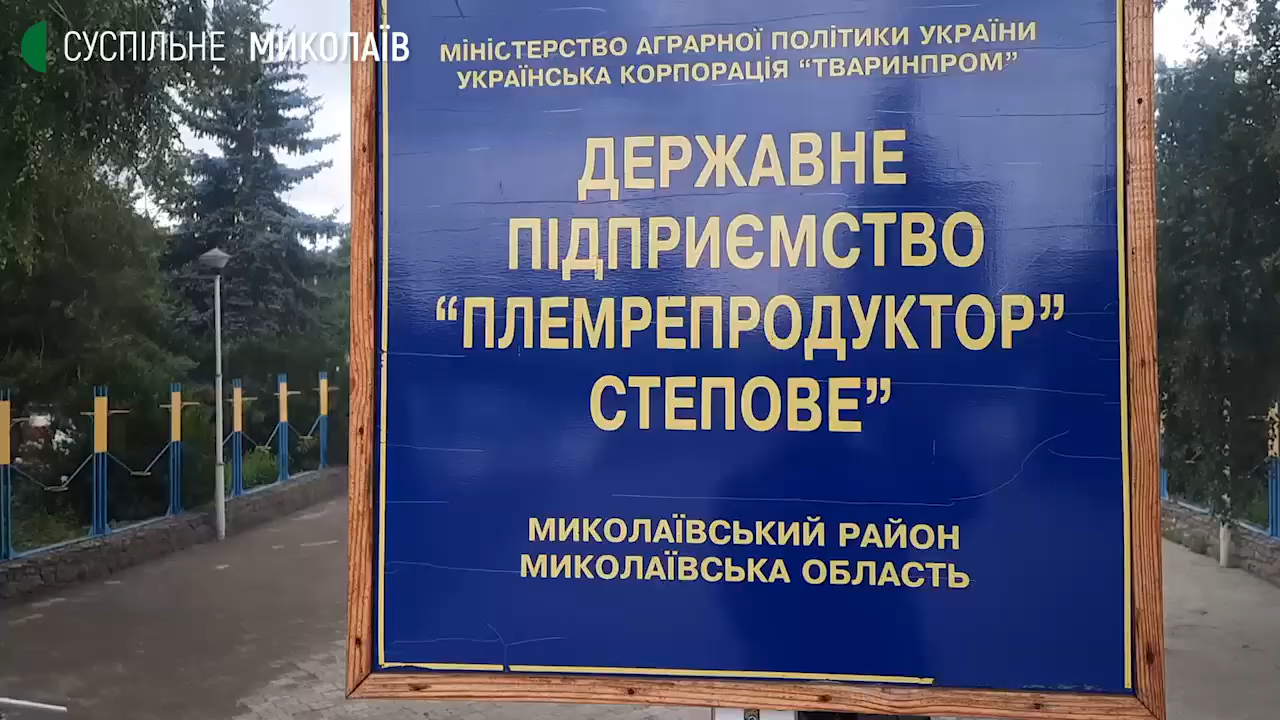 СУСПІЛЬНЕ МИКОЛАЇВ
МІНІСТЕРСТВО АГРАРНОЇ ПОЛІТИКИ УКРАЇНИ
УКРАЇНСЬКА КОРПОРАЦІЯ “ТВАРИНПРОМ”
ДЕРЖАВНЕ
ПІДПРИЄМСТВО
“ПЛЕМРЕПРОДУКТОР”
СТЕПОВЕ”
МИКОЛАЇВСЬКИЙ РАЙОН
МИКОЛАЇВСЬКА ОБЛАСТЬ